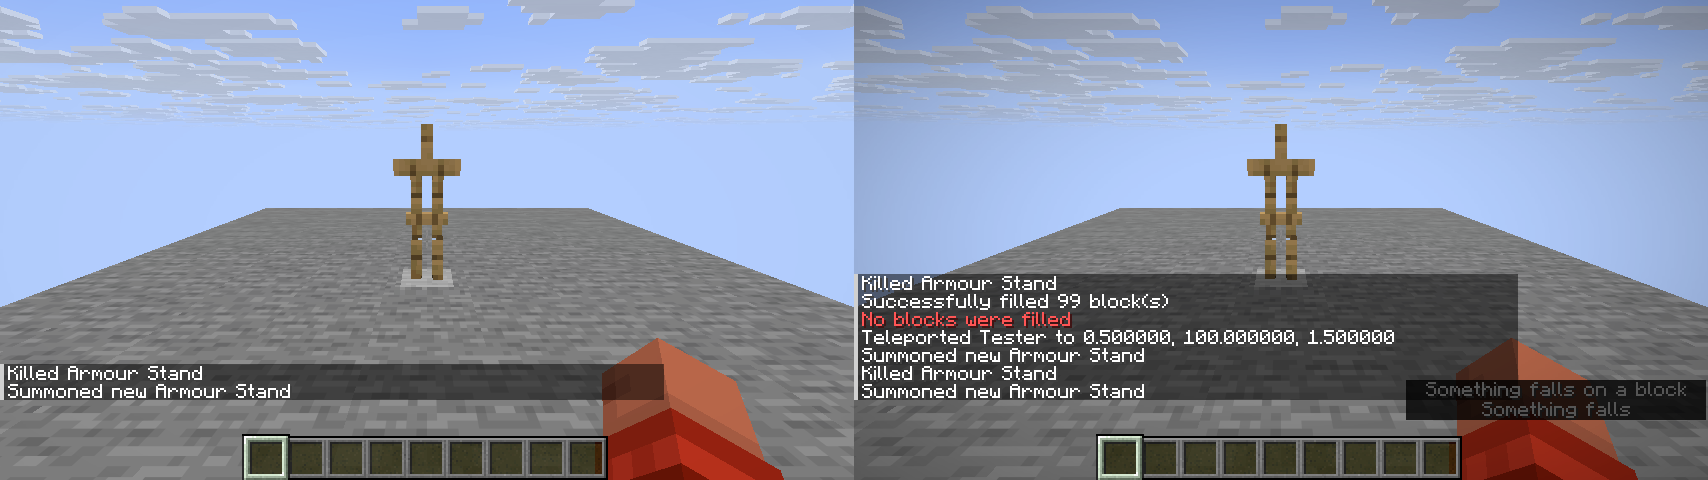 Killed Armour Stand
Summoned new Armour Stand
Killed Armour Stand
Successfully filled 99 block(s)
No blocks were filled
Teleported Tester to 0.500000, 100.000000, 1.500000
Summoned new Armour Stand
Killed Armour Stand
Summoned new Armour Stand
Something falls on a block
Something falls